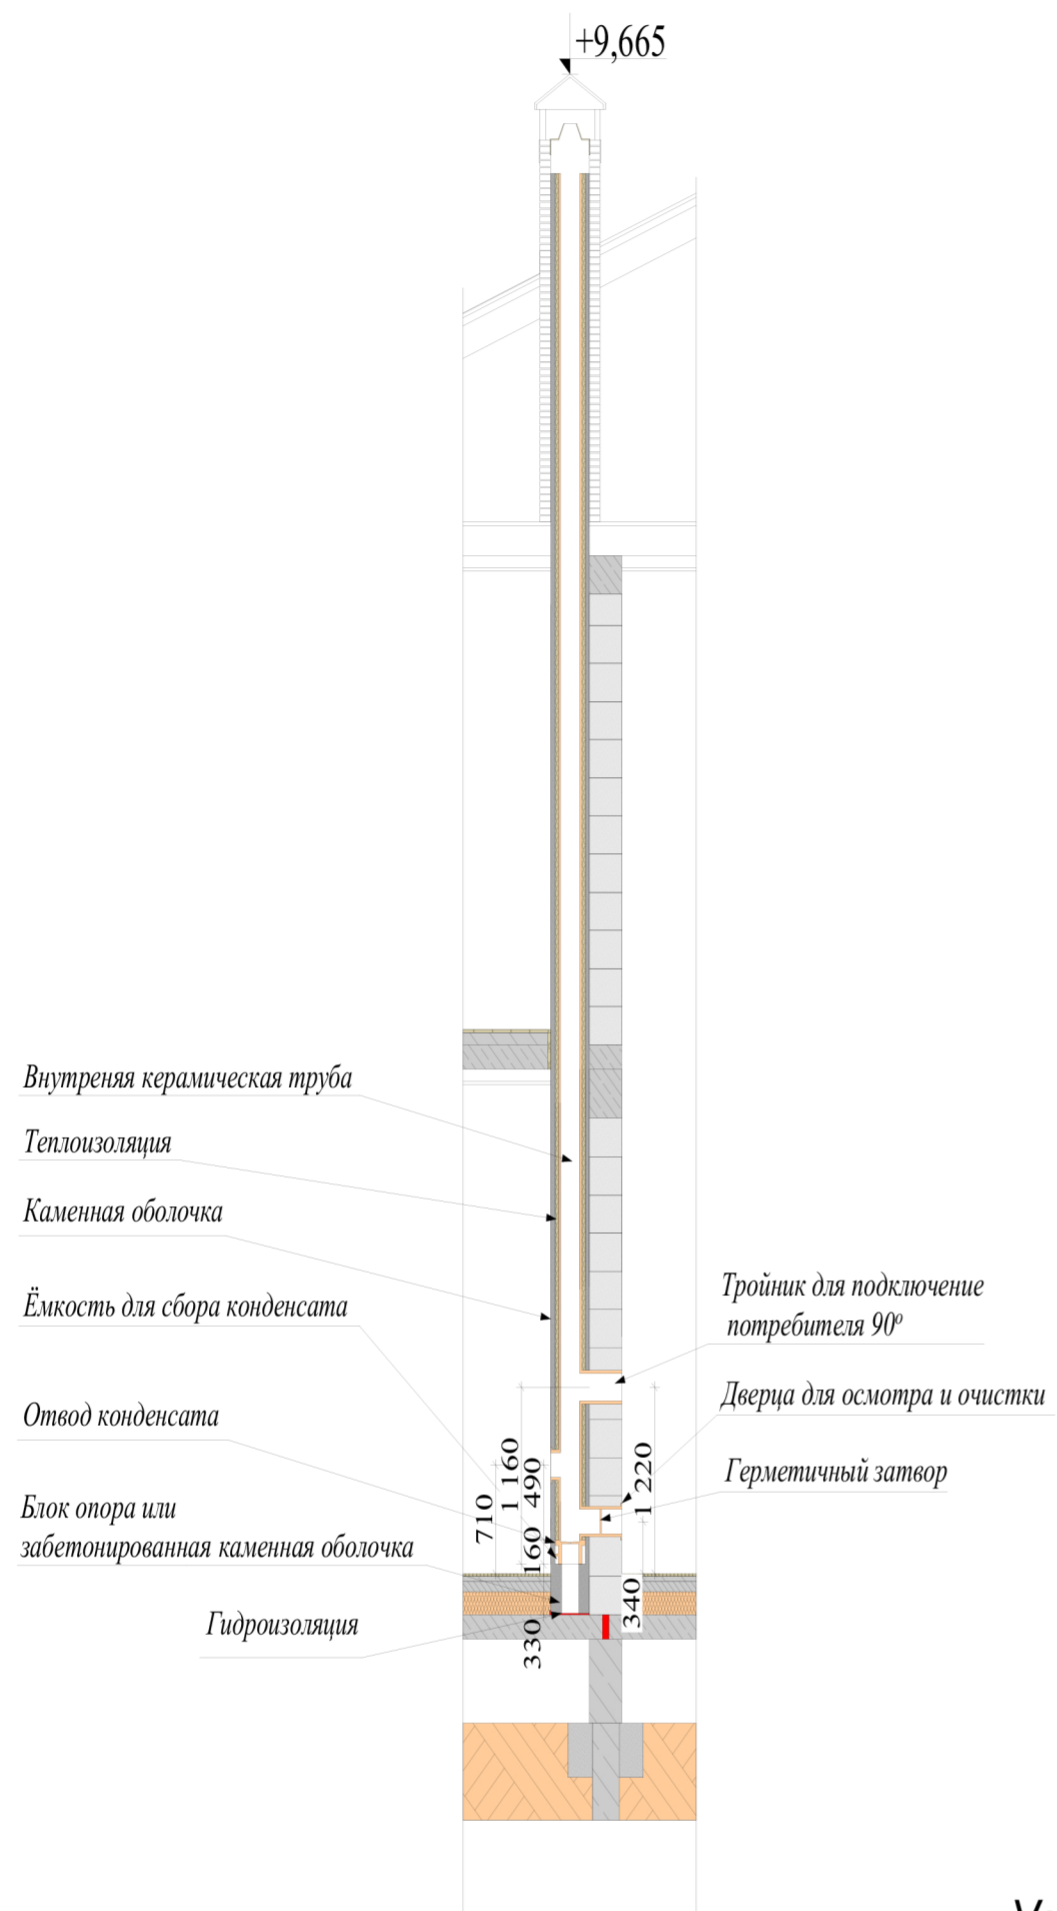 +9,665
Внутреняя керамическая труба
Теплоизоляция
Каменная оболочка
Ёмкость для сбора конденсата
Отвод конденсата
Блок опора или
забетонированная каменная оболочка
Гидроизоляция
Тройник для подключение
потребителя 90º
Дверца для осмотра и очистки
Герметичный затвор
710
1 160
490
160
330
1 220
340